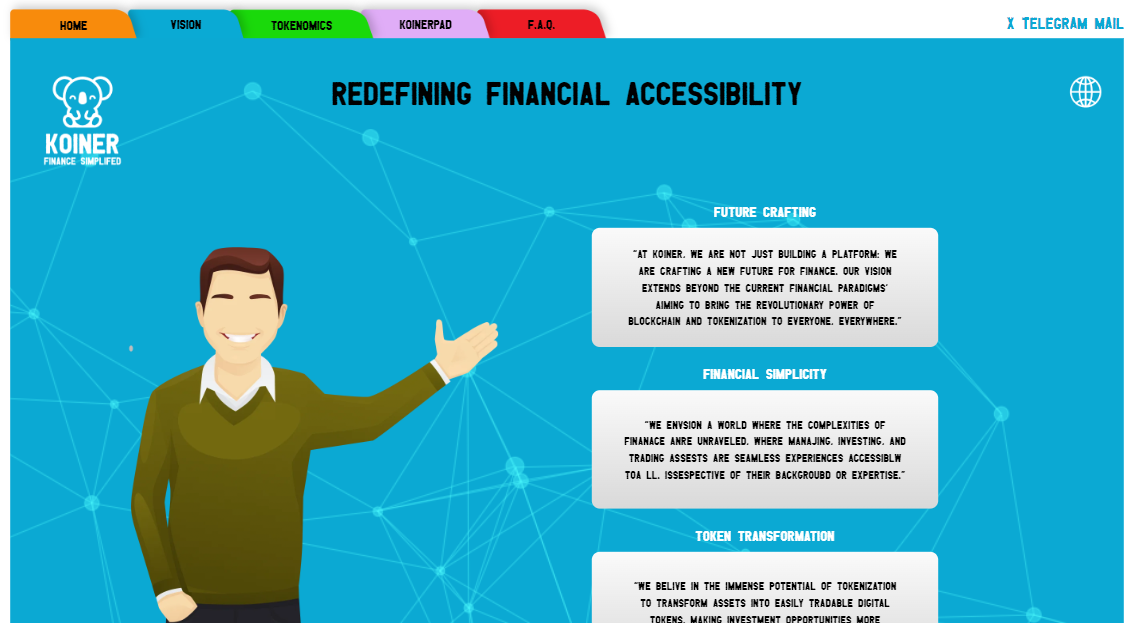 HOME
VISION
TOKENOMICS
KOINERPAD
F.A.Q.
X TELEGRAM MAIL
KOINER
FINANCE SIMPLIFED
REDEFINING FINANCIAL ACCESSIBILITY
FUTURE CRAFTING
"AT KOINER, WE ARE NOT JUST BUILDING A PLATFORM; WE
ARE CRAFTING A NEW FUTURE FOR FINANCE. OUR VISION
EXTENDS BEYOND THE CURRENT FINANCIAL PARADIGMS'
AIMING TO BRING THE REVOLUTIONARY POWER OF
BLOCKCHAIN AND TOKENIZATION TO EVERYONE, EVERYWHERE."
FINANCIAL SIMPLICITY
"WE ENVSION A WORLD WHERE THE COMPLEXITIES OF
FINANACE ANRE UNRAVELED, WHERE MANAJING, INVESTING, AND
TRADING ASSESTS ARE SEAMLESS EXPERIENCES ACCESSIBLW
TOA LL, ISSESPECTIVE OF THEIR BACKGROUBD OR EXPERTISE."
TOKEN TRANSFORMATION
"WE BELIVE IN THE IMMENSE POTENTIAL OF TOKENIZATION
TO TRANSFORM ASSETS INTO EASILY TRADABLE DIGITAL
TOKENS, MAKING INVESTMENT OPPORTUNITIES MORE